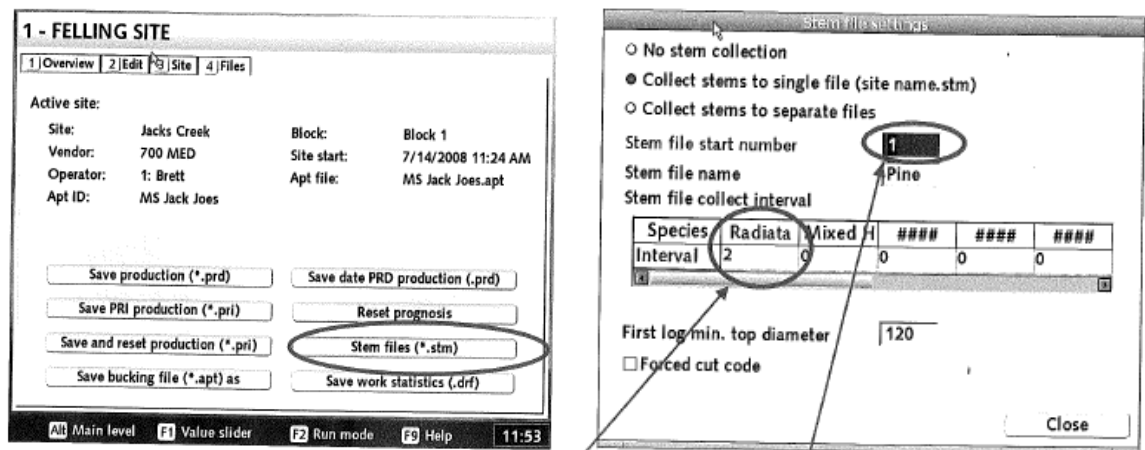 1 - FELLING SITE
1 Overview 2 Edit 3 Site 4 Files
Active site:
Site: Jacks Creek Block: Block 1
Vendor: 700 MED Site start: 7/14/2008 11:24 AM
Operator: 1: Brett Apt file: MS Jack Joes.apt
Apt ID: MS Jack Joes
Save production (*.prd) Save date PRD production (.prd)
Save PRI production (*.pri) Reset prognosis
Save and reset production (*.pri) Stem files (*.stm)
Save bucking file (*.apt) as Save work statistics (.drf)
Alt Main level F1 Value slider F2 Run mode F9 Help 11:53
Stem file settings
No stem collection
Collect stems to single file (site name.stm)
Collect stems to separate files
Stem file start number 1
Stem file name Pine
Stem file collect interval
Species Radiata Mixed H #### #### ####
Interval 2 0 0 0 0
First log min. top diameter 120
Forced cut code
Close